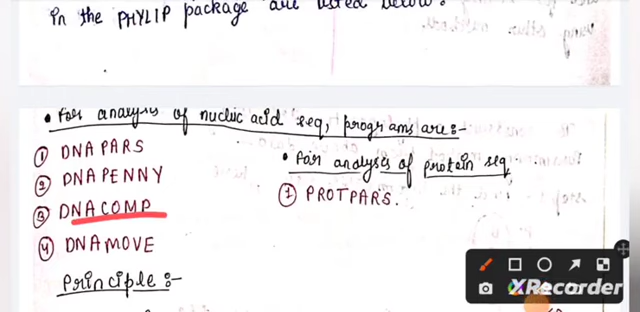 in the PHYLIP package are listed below.
• For analysis of nucleic acid seq, programs are:-
① DNAPARS
② DNAPENNY
③ DNACOMP
④ DNAMOVE
• For analysis of protein seq
① PROTPARS.
Principle :-
XRecorder